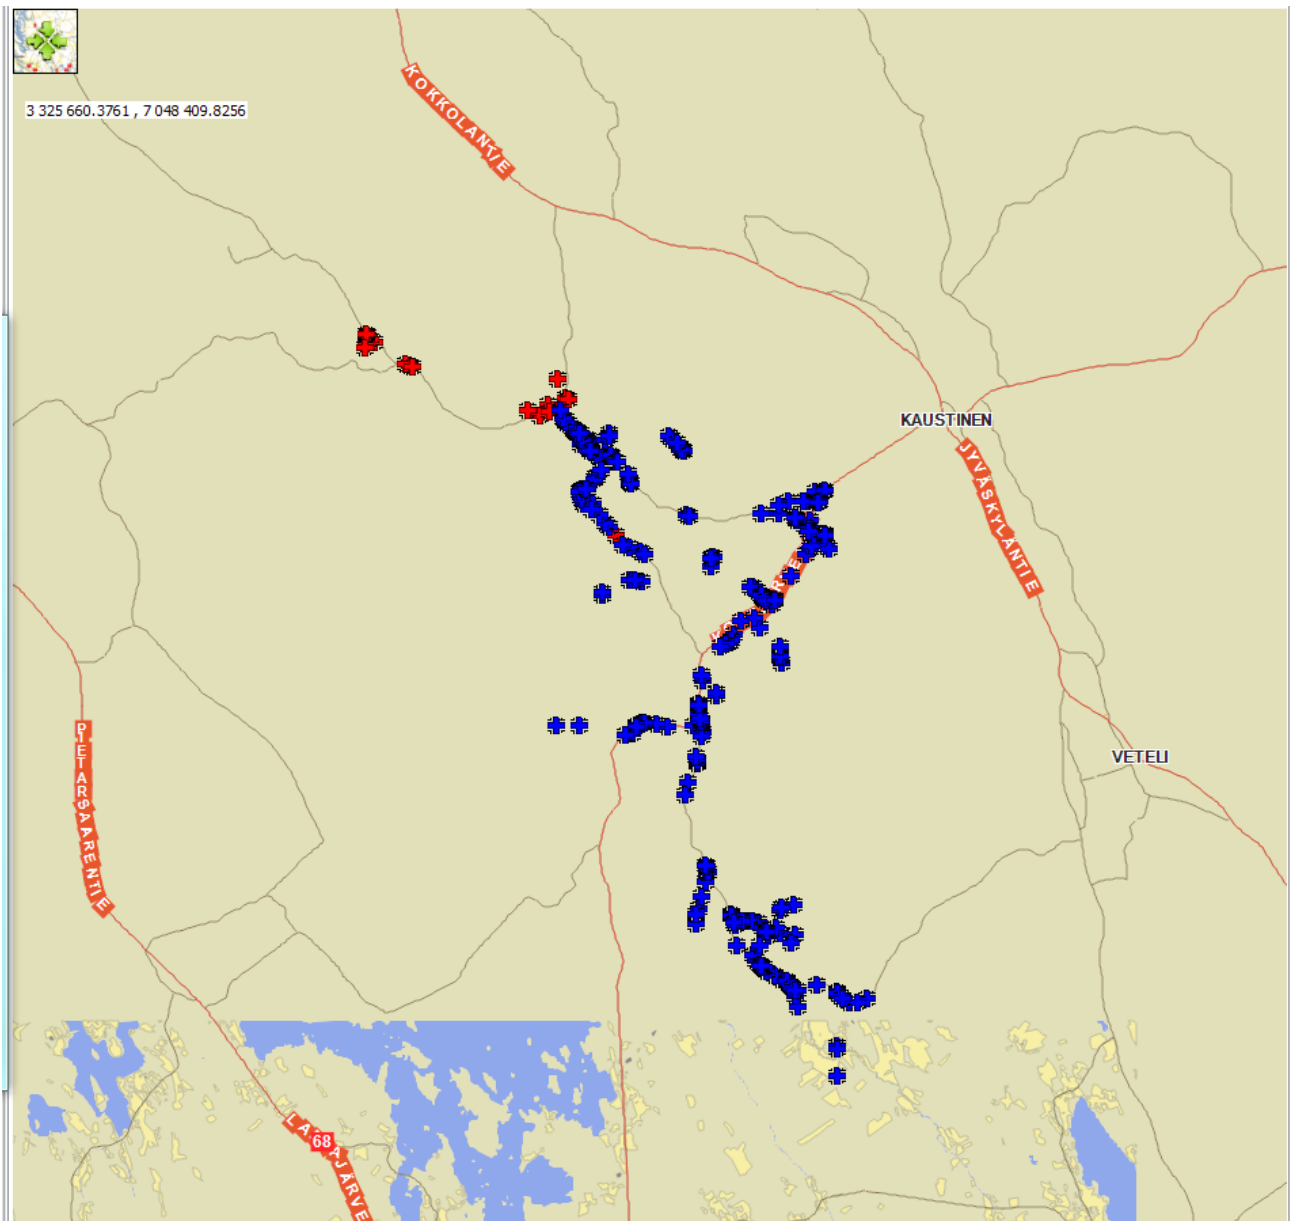 KOKKOLANTIE
3 325 660.3761 , 7 048 409.8256
KAUSTINEN
JYVÄSKYLÄNTIE
PIETARSAARENTIE
VETELI
68